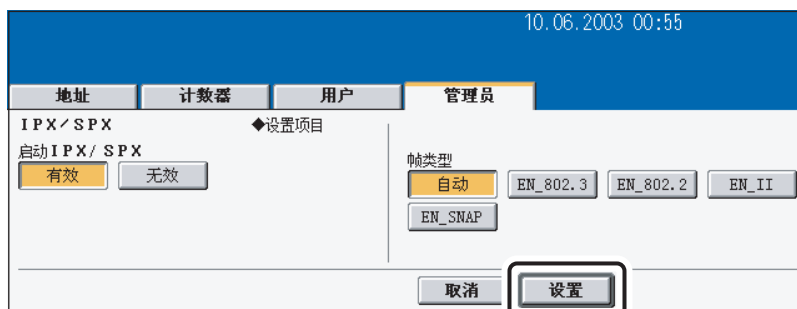 10.06.2003 00:55
地址 计数器 用户 管理员
IPX/SPX ◆设置项目
启动IPX/ SPX
有效 无效
帧类型
自动 EN_802.3 EN_802.2 EN_II
EN_SNAP
取消 设置